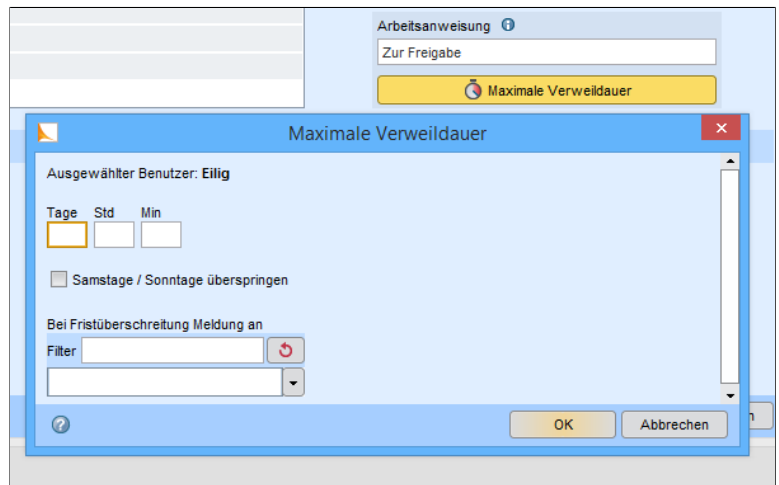 Arbeitsanweisung
Zur Freigabe
Maximale Verweildauer
Maximale Verweildauer
Ausgewählter Benutzer: Eilig
Tage Std Min
Samstage / Sonntage überspringen
Bei Fristüberschreitung Meldung an
Filter
OK Abbrechen